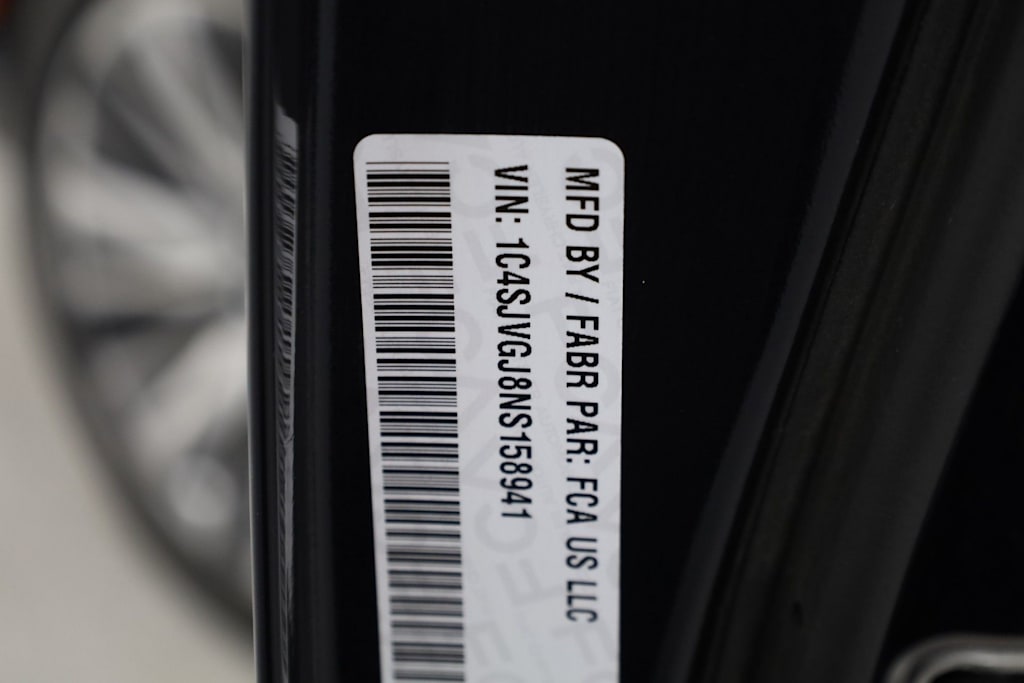 MFD BY / FABR PAR: FCA US LLC
VIN: 1C4SJVGJ8NS158941